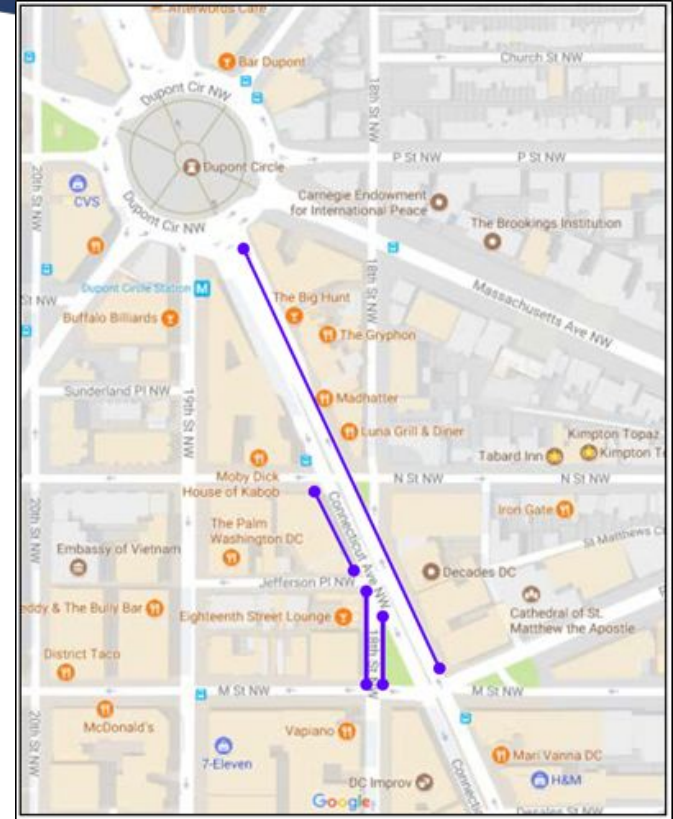 Afterwords Cafe
Bar Dupont
Church St NW
Dupont Cir NW
18th St NW
20th St NW
P St NW
P St NW
Dupont Circle
CVS
Carnegie Endowment
for International Peace
The Brookings Institution
Dupont Cir NW
18th St NW
Dupont Circle Station
M
The Big Hunt
Massachusetts Ave NW
St NW
Buffalo Billiards
The Gryphon
Sunderland Pl NW
19th St NW
Madhatter
Luna Grill & Diner
Kimpton Topaz
Tabard Inn
Kimpton
Moby Dick
House of Kabob
N St NW
N St NW
Connecticut Ave NW
Iron Gate
20th St NW
The Palm
Washington DC
St Matthews
Embassy of Vietnam
Jefferson Pl NW
Decades DC
eddy & The Bully Bar
Eighteenth Street Lounge
Cathedral of St.
Matthew the Apostle
18th St NW
District Taco
M St NW
M St NW
McDonald's
20th St NW
Vapiano
7-Eleven
Mari Vanna DC
DC Improv
H&M
Google